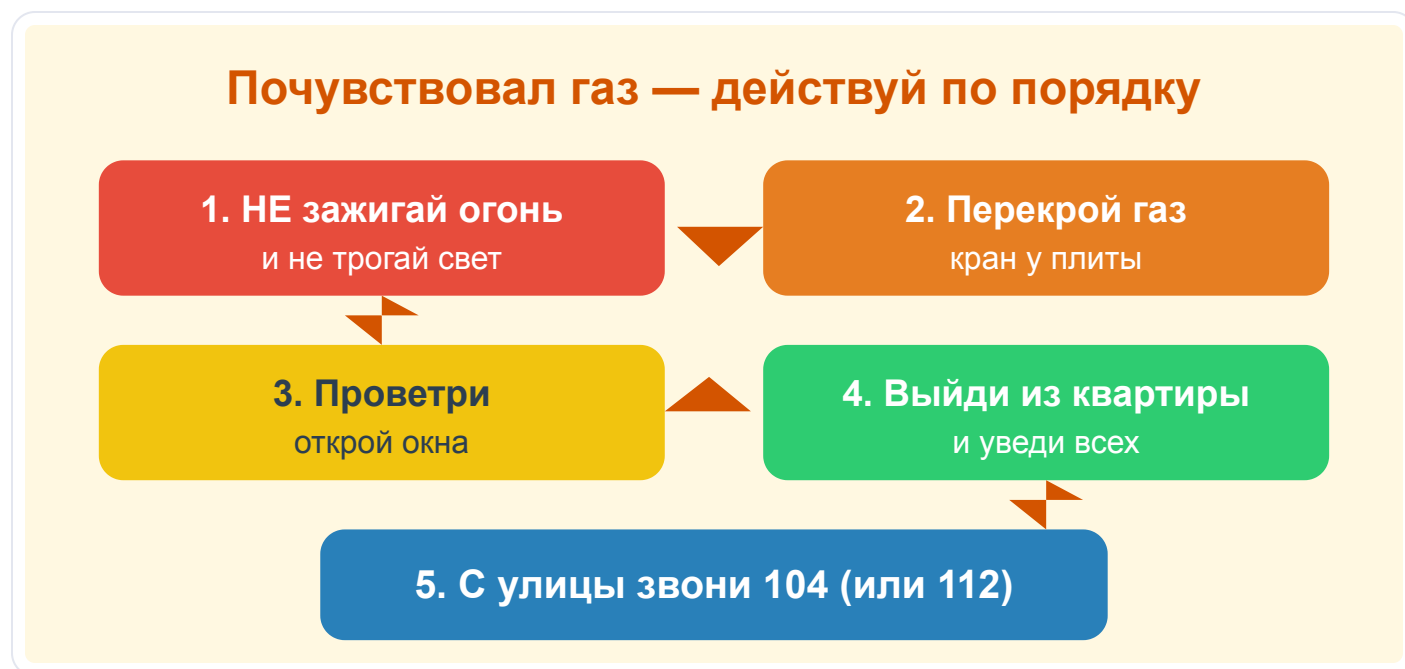 Почувствовал газ — действуй по порядку
1. НЕ зажигай огонь
и не трогай свет
2. Перекрой газ
кран у плиты
3. Проветри
открой окна
4. Выйди из квартиры
и уведи всех
5. С улицы звони 104 (или 112)